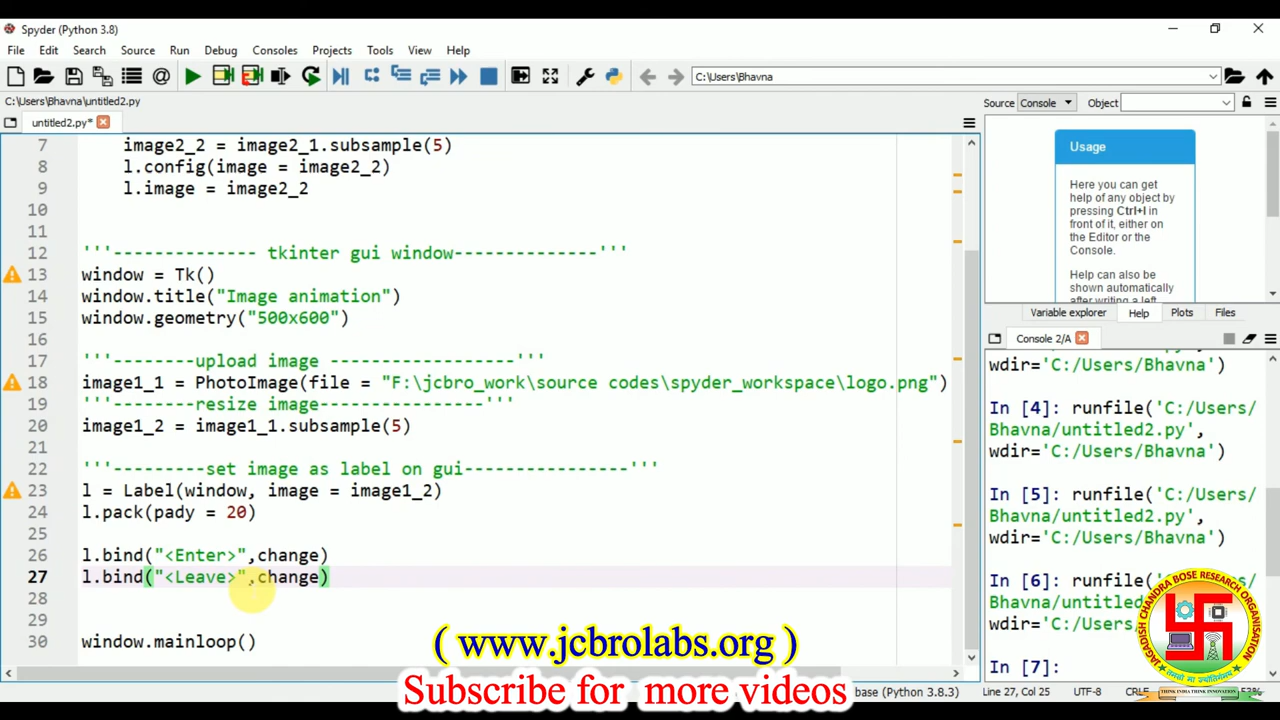 Spyder (Python 3.8)
File Edit Search Source Run Debug Consoles Projects Tools View Help
C:\Users\Bhavna
C:\Users\Bhavna\untitled2.py
untitled2.py*
7 image2_2 = image2_1.subsample(5)
8 l.config(image = image2_2)
9 l.image = image2_2
10
11
12 '''-------------- tkinter gui window--------------'''
13 window = Tk()
14 window.title("Image animation")
15 window.geometry("500x600")
16
17 '''--------upload image ------------------'''
18 image1_1 = PhotoImage(file = "F:\jcbro_work\source codes\spyder_workspace\logo.png")
19 '''--------resize image----------------'''
20 image1_2 = image1_1.subsample(5)
21
22 '''---------set image as label on gui----------------'''
23 l = Label(window, image = image1_2)
24 l.pack(pady = 20)
25
26 l.bind("<Enter>",change)
27 l.bind("<Leave>",change)
28
29
30 window.mainloop()
Source Console Object
Usage
Here you can get
help of any object by
pressing Ctrl+I in
front of it, either on
the Editor or the
Console.
Help can also be
shown automatically
after writing a left
Variable explorer Help Plots Files
Console 2/A
wdir='C:/Users/Bhavna')
In [4]: runfile('C:/Users/
Bhavna/untitled2.py',
wdir='C:/Users/Bhavna')
In [5]: runfile('C:/Users/
Bhavna/untitled2.py',
wdir='C:/Users/Bhavna')
In [6]: runfile('C:/Users/
Bhavna/untitled
wdir='C:/Users/
In [7]:
JAGADISH CHANDRA BOSE RESEARCH ORGANISATION
THINK INDIA THINK INNOVATION
( www.jcbrolabs.org )
Subscribe for more videos
base (Python 3.8.3) Line 27, Col 25 UTF-8 CRLF